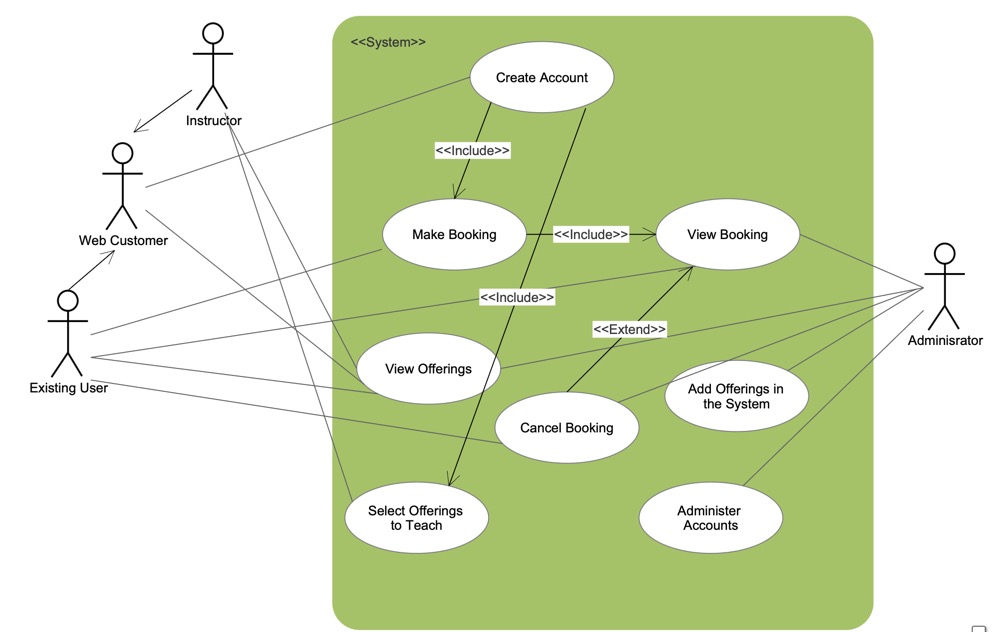 <<System>>
Create Account
Instructor
<<Include>>
Web Customer
Make Booking
<<Include>>
View Booking
<<Include>>
<<Extend>>
Adminisrator
Existing User
View Offerings
Add Offerings in
the System
Cancel Booking
Select Offerings
to Teach
Administer
Accounts